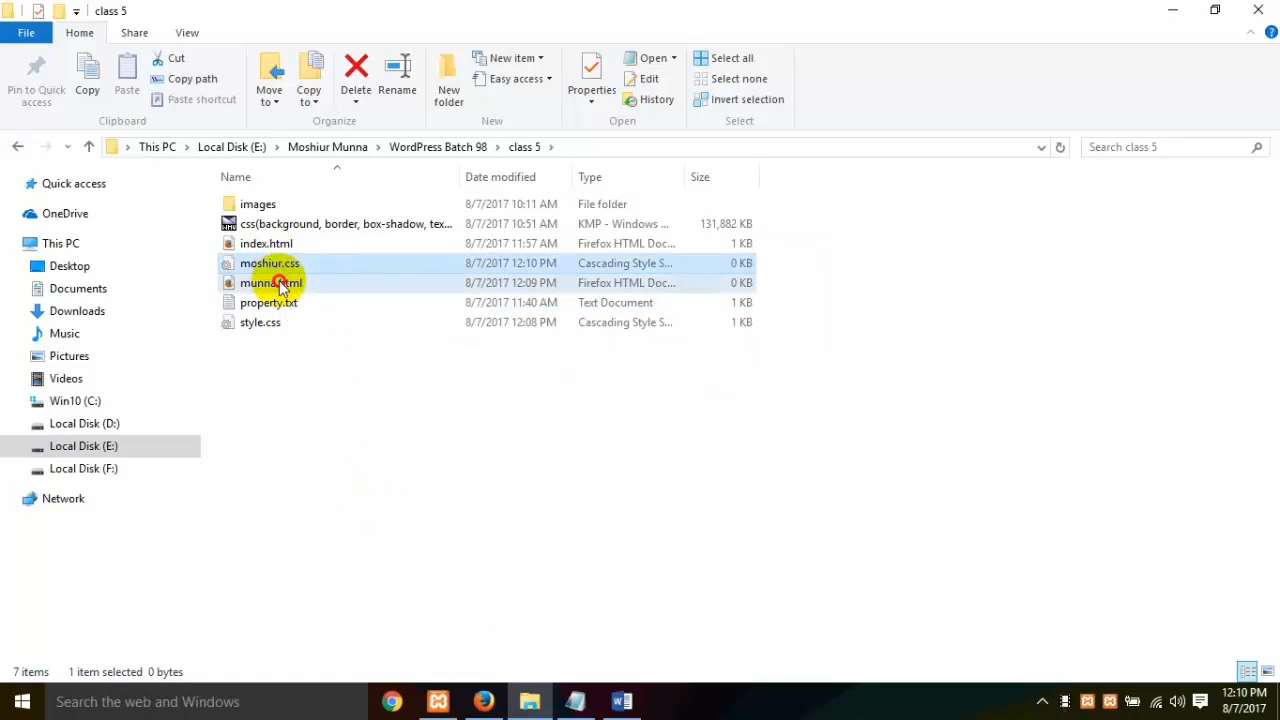 class 5
File Home Share View
Pin to Quick access
Copy
Paste
Cut
Copy path
Paste shortcut
Move to
Copy to
Delete
Rename
New folder
New item
Easy access
Properties
Open
Edit
History
Select all
Select none
Invert selection
Clipboard Organize New Open Select
This PC Local Disk (E:) Moshiur Munna WordPress Batch 98 class 5
Search class 5
Name Date modified Type Size
images 8/7/2017 10:11 AM File folder
css(background, border, box-shadow, tex... 8/7/2017 10:51 AM KMP - Windows ... 131,882 KB
index.html 8/7/2017 11:57 AM Firefox HTML Doc... 1 KB
moshiur.css 8/7/2017 12:10 PM Cascading Style S... 0 KB
munna.html 8/7/2017 12:09 PM Firefox HTML Doc... 0 KB
property.txt 8/7/2017 11:40 AM Text Document 1 KB
style.css 8/7/2017 12:08 PM Cascading Style S... 1 KB
Quick access
OneDrive
This PC
Desktop
Documents
Downloads
Music
Pictures
Videos
Win10 (C:)
Local Disk (D:)
Local Disk (E:)
Local Disk (F:)
Network
7 items 1 item selected 0 bytes
Search the web and Windows
12:10 PM
8/7/2017